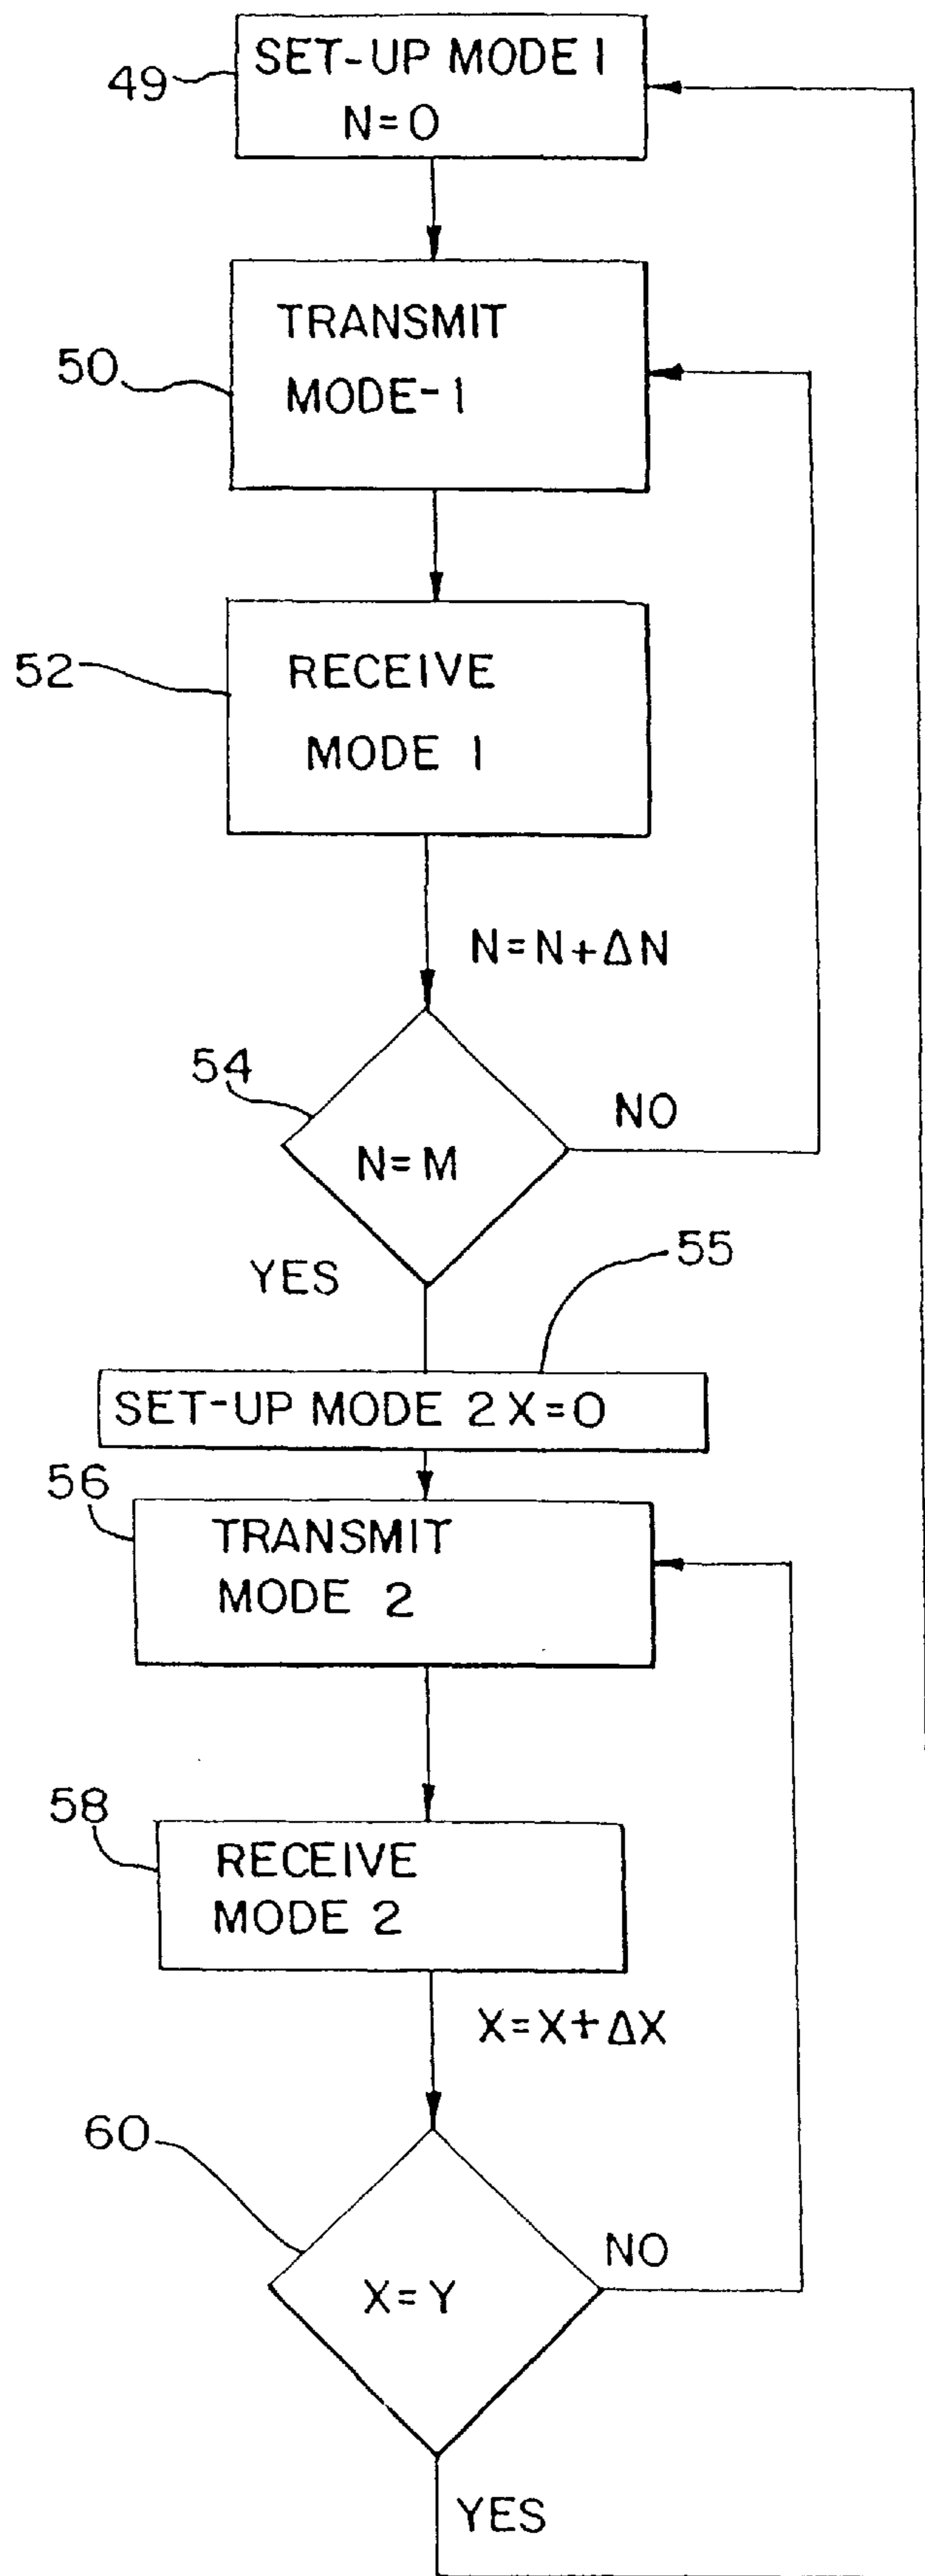 SET-UP MODE 1
49
N=0
TRANSMIT
50
MODE-1
RECEIVE
52
MODE 1
N=N+ΔN
54
NO
N=M
YES
55
SET-UP MODE 2 X=0
56
TRANSMIT
MODE 2
58
RECEIVE
MODE 2
X=X+ΔX
60
NO
X=Y
YES